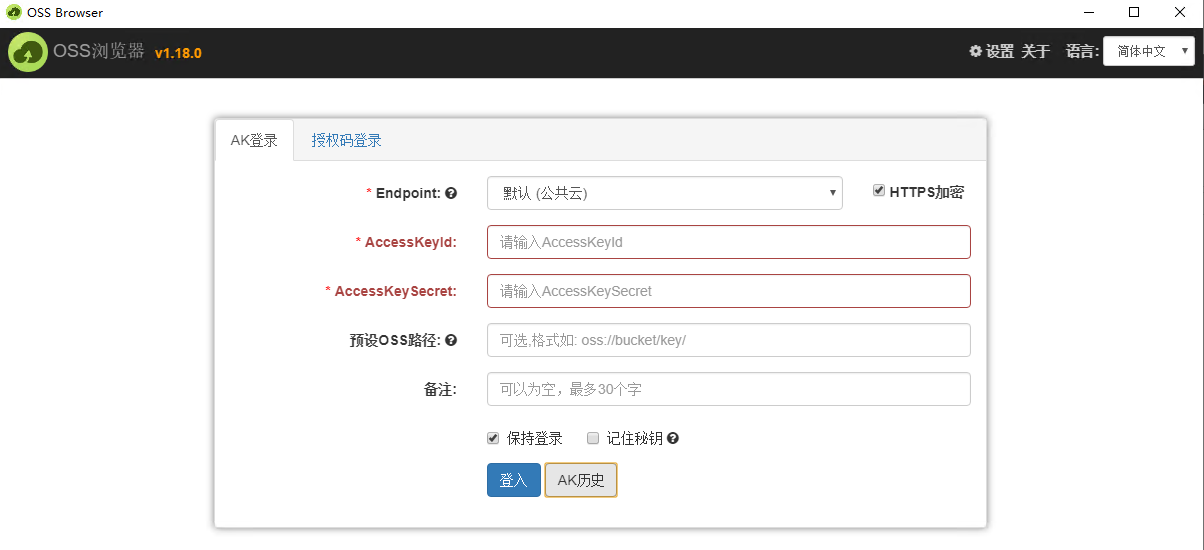 OSS Browser
OSS浏览器 v1.18.0 设置 关于 语言: 简体中文
AK登录 授权码登录
* Endpoint: 默认 (公共云) HTTPS加密
* AccessKeyId: 请输入AccessKeyId
* AccessKeySecret: 请输入AccessKeySecret
预设OSS路径: 可选,格式如: oss://bucket/key/
备注: 可以为空，最多30个字
保持登录 记住秘钥
登入 AK历史